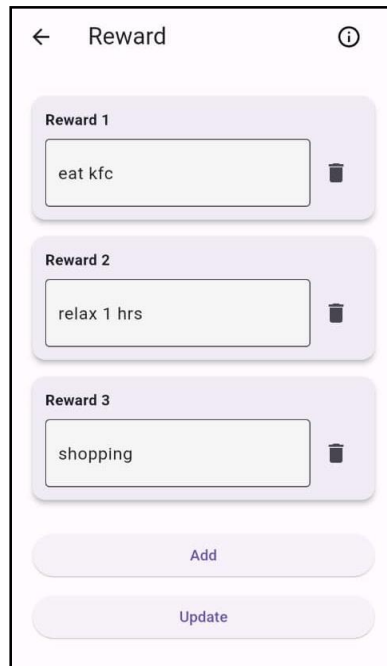 Reward
Reward 1
eat kfc
Reward 2
relax 1 hrs
Reward 3
shopping
Add
Update